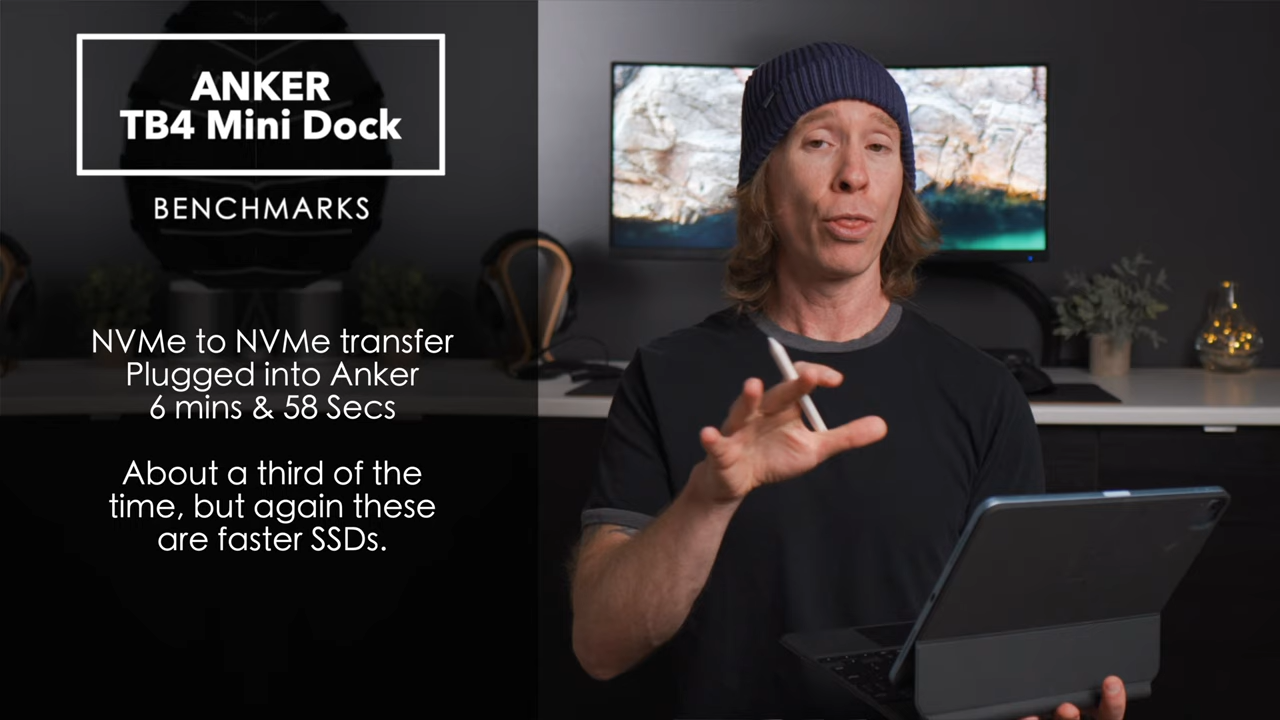 ANKER
TB4 Mini Dock
BENCHMARKS
NVMe to NVMe transfer
Plugged into Anker
6 mins & 58 Secs
About a third of the
time, but again these
are faster SSDs.